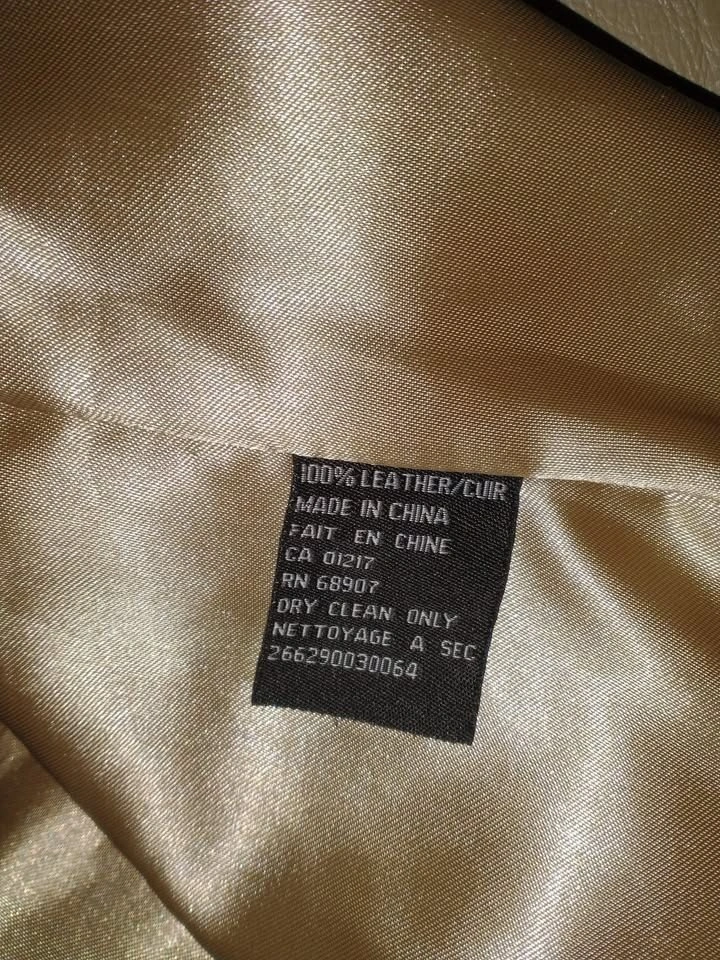 100% LEATHER/CUIR
MADE IN CHINA
FAIT EN CHINE
CA 01217
RN 68907
DRY CLEAN ONLY
NETTOYAGE A SEC
266290030064